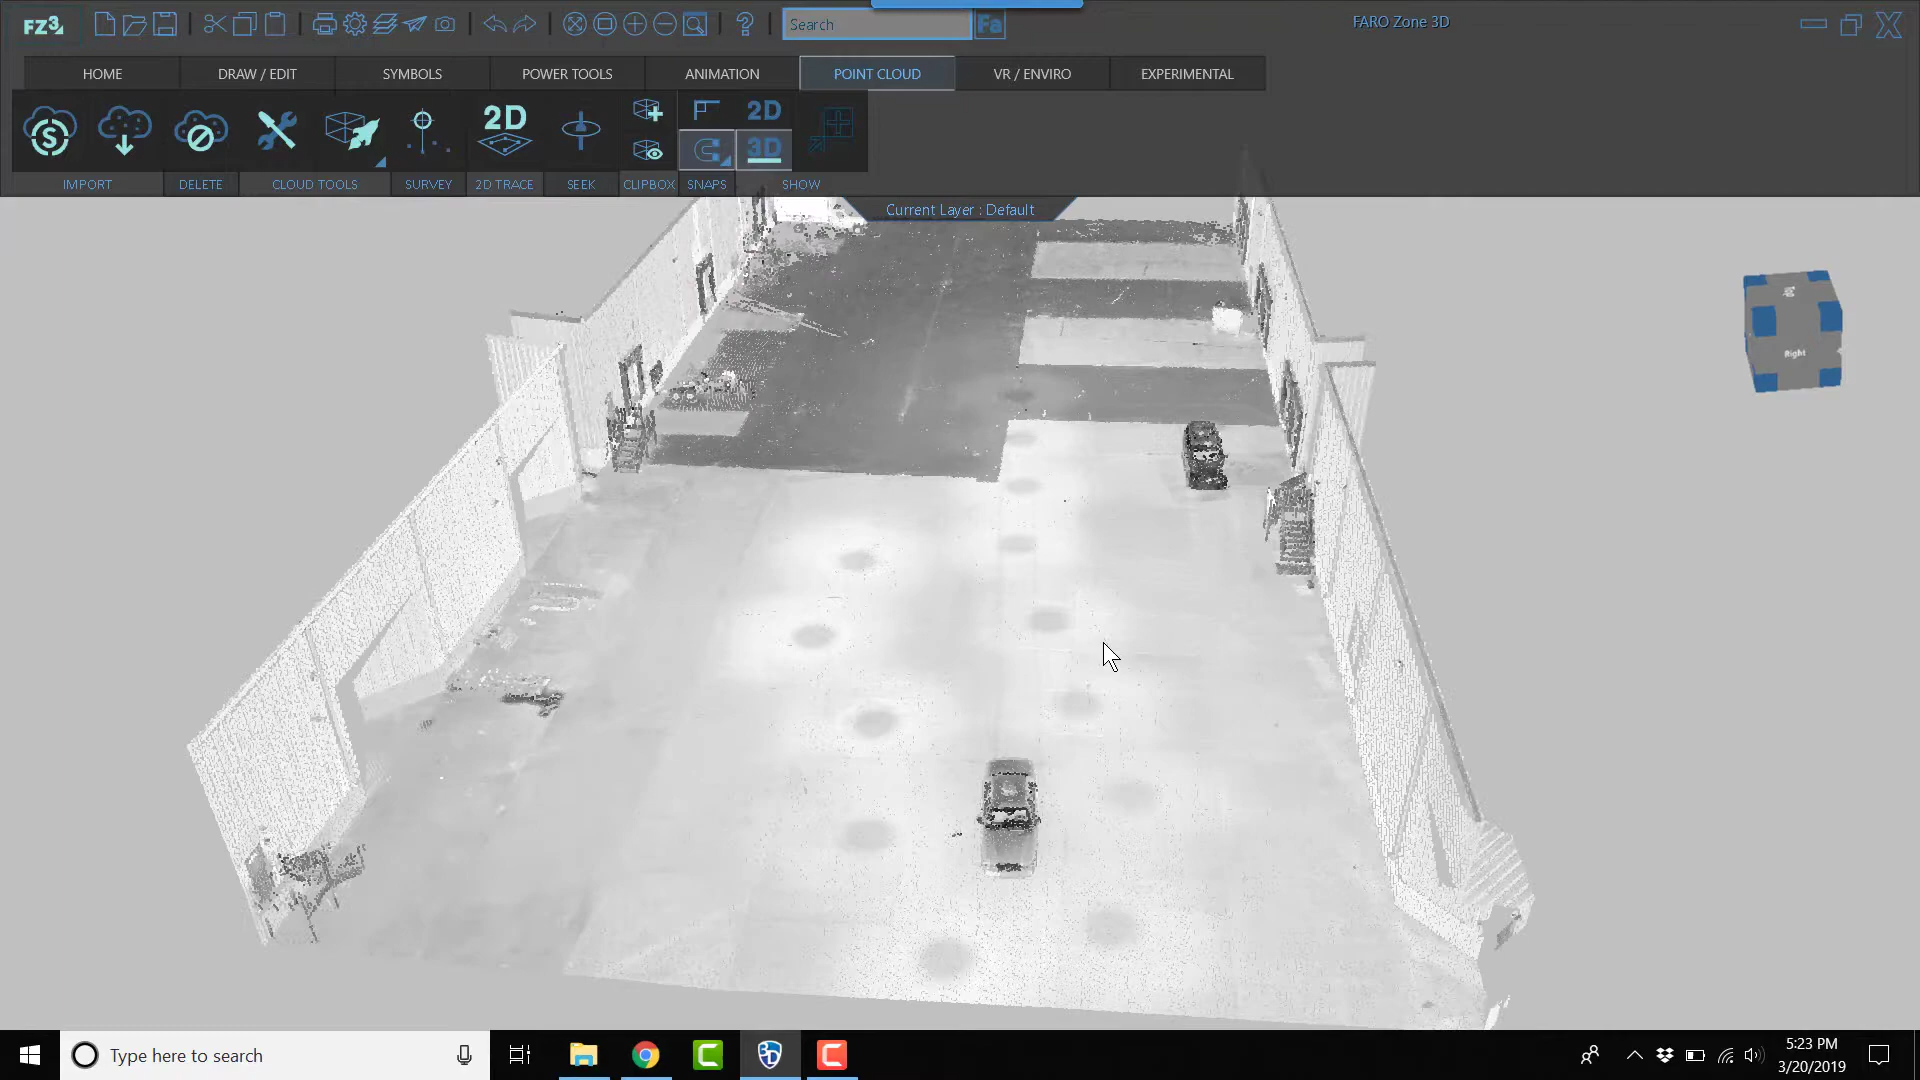 FZ3
Search
Fa
FARO Zone 3D
HOME
DRAW / EDIT
SYMBOLS
POWER TOOLS
ANIMATION
POINT CLOUD
VR / ENVIRO
EXPERIMENTAL
S
2D
2D
3D
IMPORT
DELETE
CLOUD TOOLS
SURVEY
2D TRACE
SEEK
CLIPBOX
SNAPS
SHOW
Current Layer : Default
Right
Type here to search
C
3D
C
5:23 PM
3/20/2019